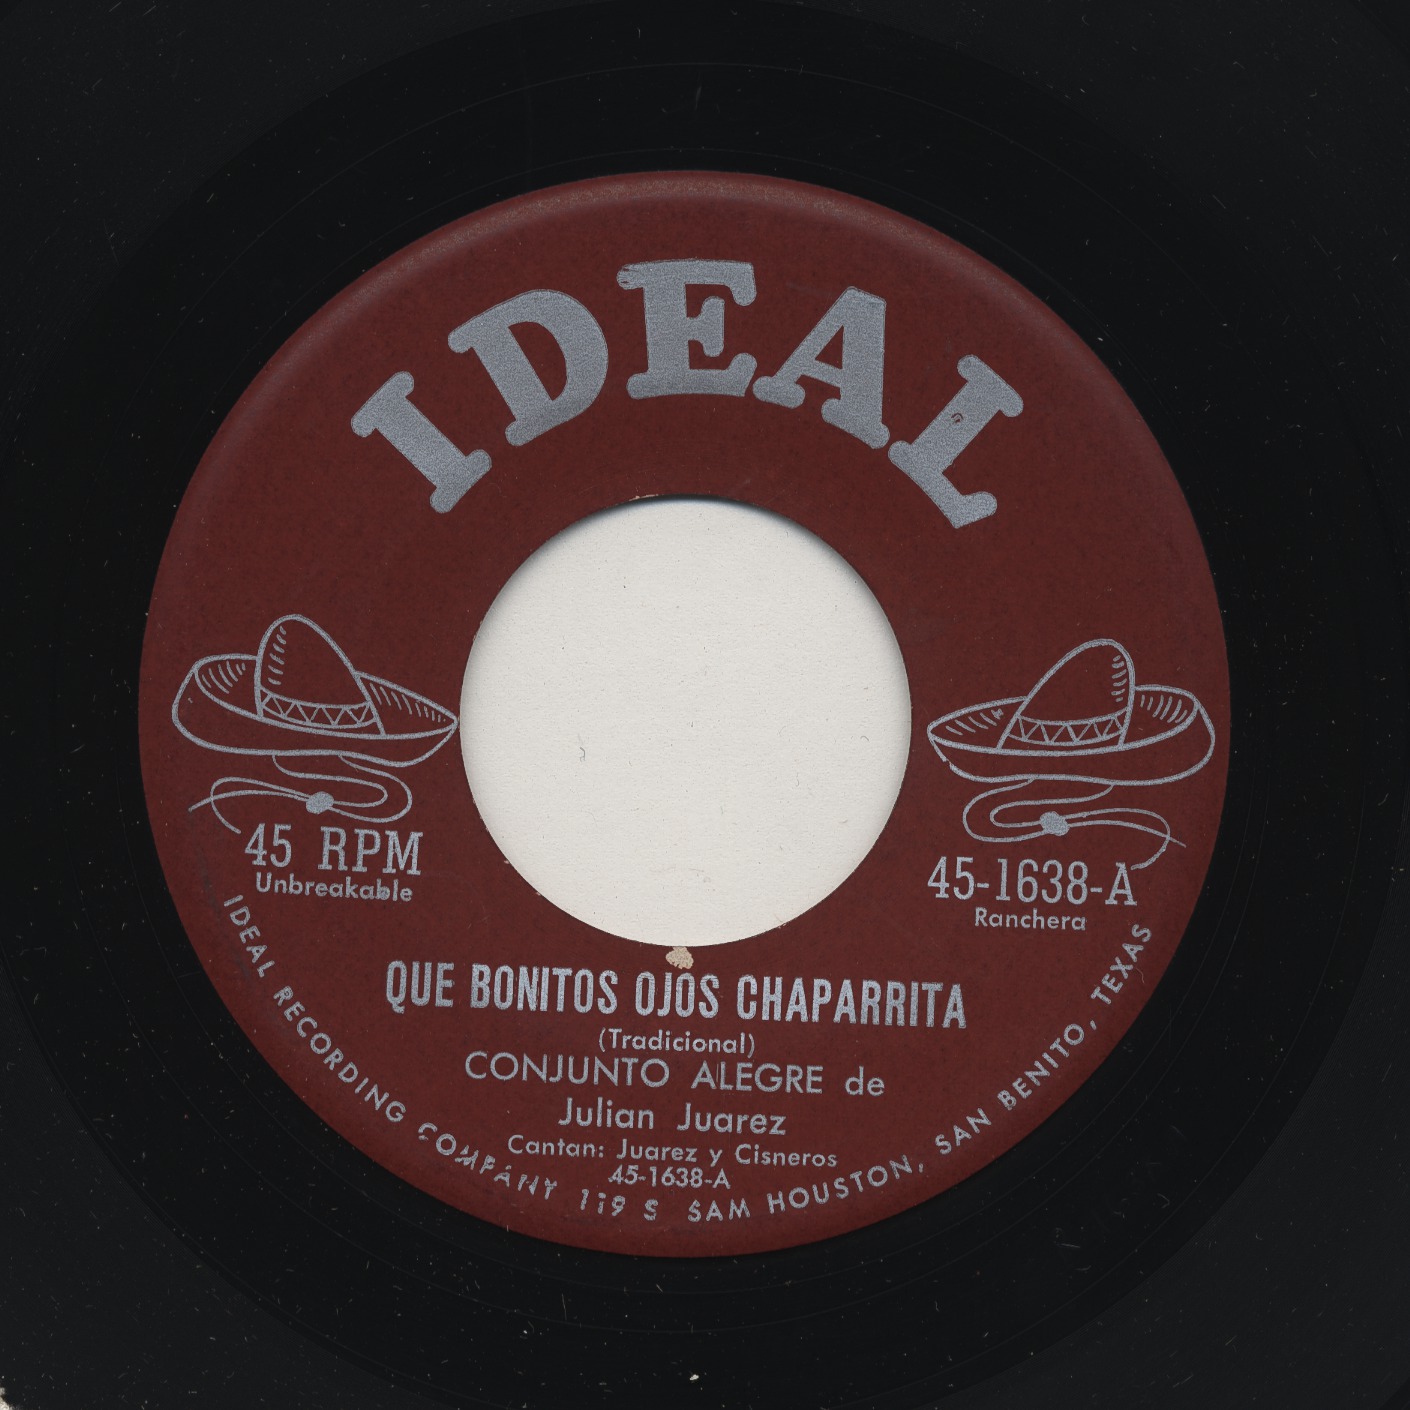 IDEAL
45 RPM
Unbreakable
45-1638-A
Ranchera
QUE BONITOS OJOS CHAPARRITA
(Tradicional)
CONJUNTO ALEGRE de
Julian Juarez
Cantan: Juarez y Cisneros
45-1638-A
IDEAL RECORDING COMPANY 119 S SAM HOUSTON, SAN BENITO, TEXAS